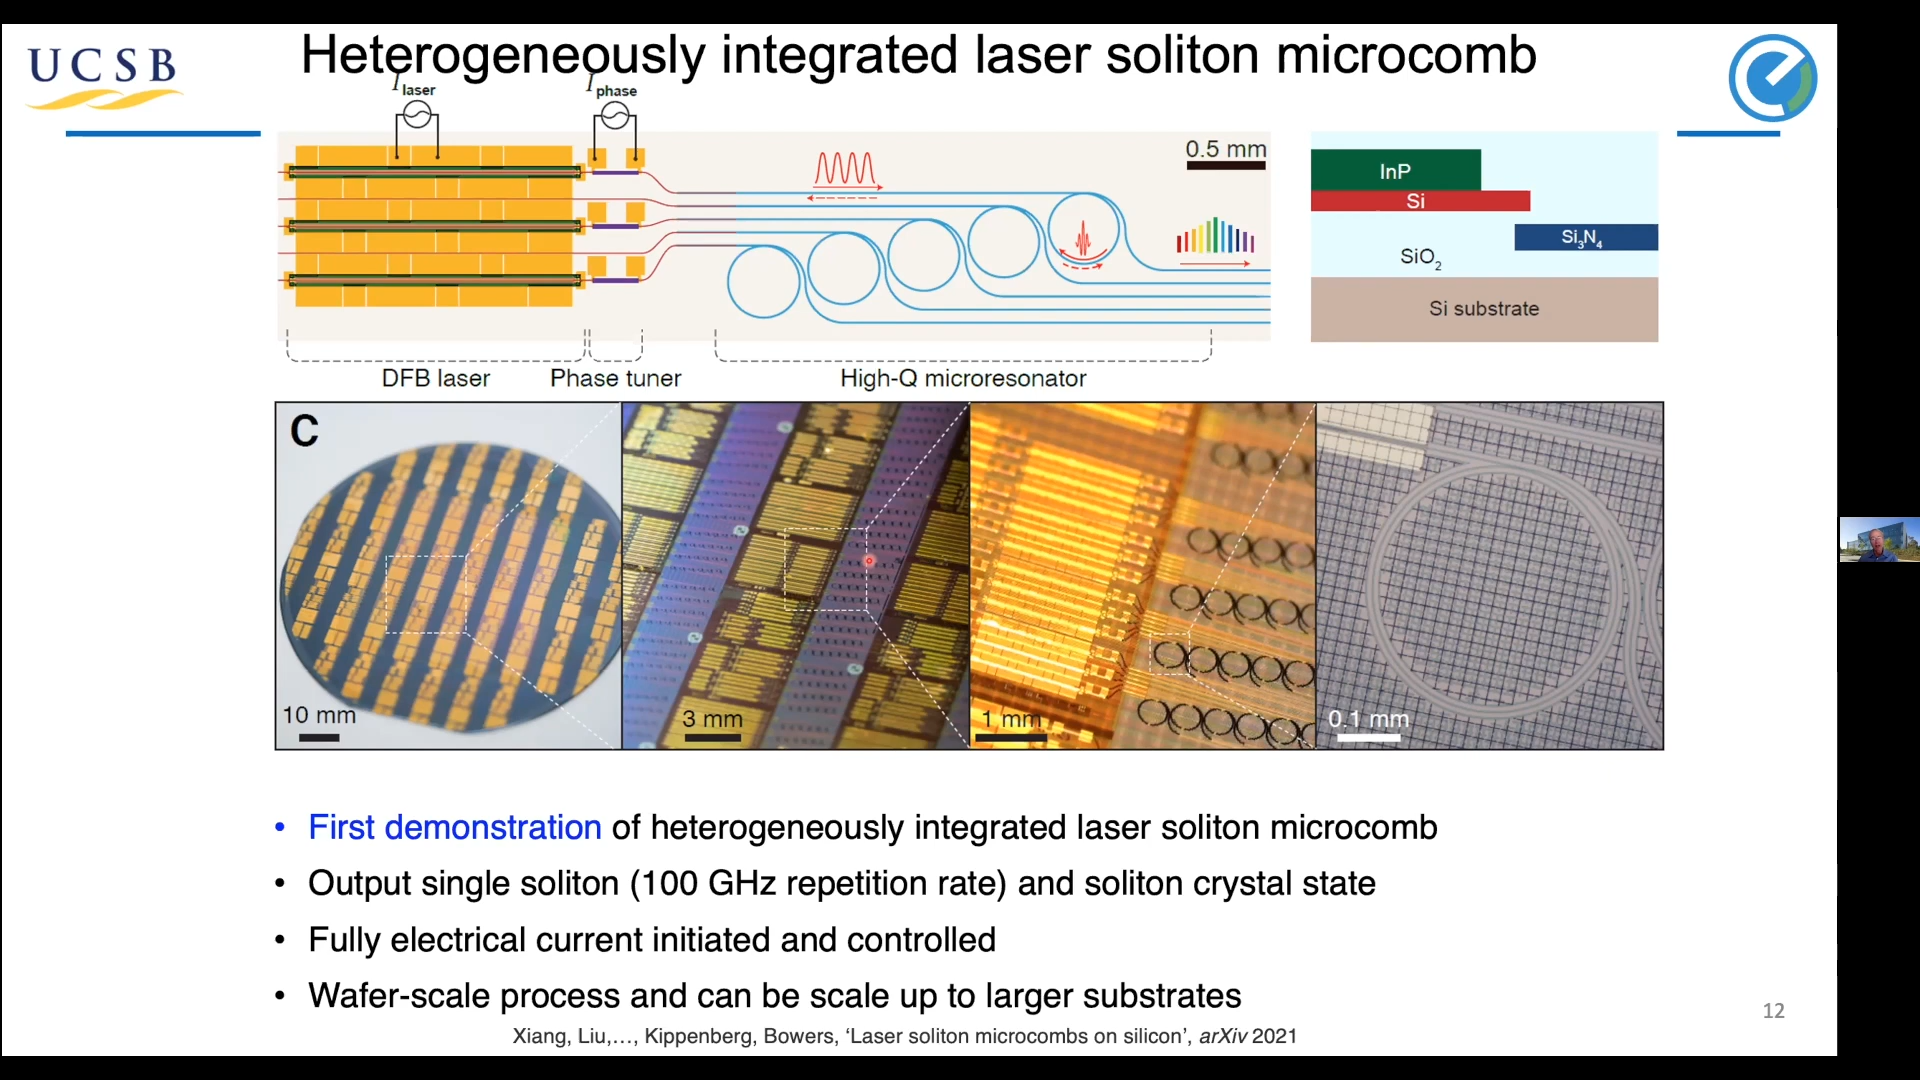 UCSB
Heterogeneously integrated laser soliton microcomb
I laser
I phase
0.5 mm
InP
Si
Si3N4
SiO2
Si substrate
DFB laser
Phase tuner
High-Q microresonator
C
10 mm
3 mm
1 mm
0.1 mm
• First demonstration of heterogeneously integrated laser soliton microcomb
• Output single soliton (100 GHz repetition rate) and soliton crystal state
• Fully electrical current initiated and controlled
• Wafer-scale process and can be scale up to larger substrates
Xiang, Liu,…, Kippenberg, Bowers, ‘Laser soliton microcombs on silicon’, arXiv 2021
12